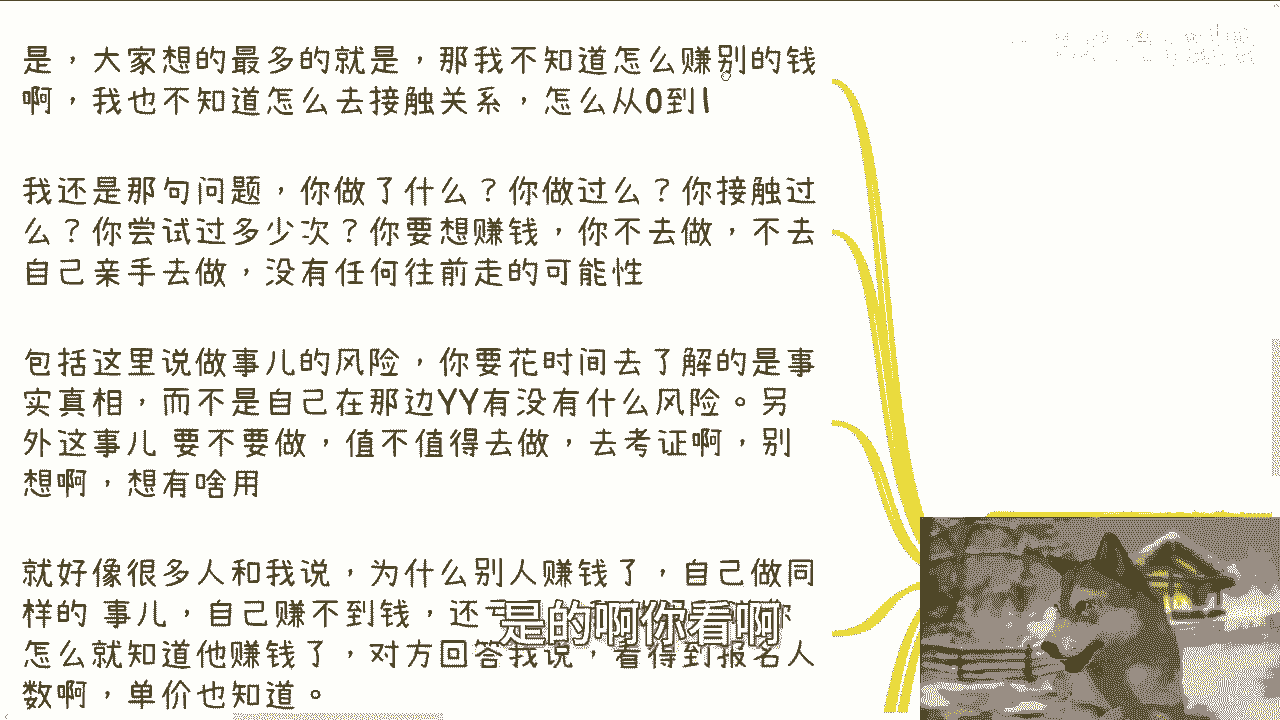 是，大家想的最多的就是，那我不知道怎么赚别的钱
啊，我也不知道怎么去接触关系，怎么从0到1
我还是那句问题，你做了什么？你做过么？你接触过
么？你尝试过多少次？你要想赚钱，你不去做，不去
自己亲手去做，没有任何往前走的可能性
包括这里说做事儿的风险，你要花时间去了解的是事
实真相，而不是自己在那边YY有没有什么风险。另
外这事儿 要不要做，值不值得去做，去考证啊，别
想啊，想有啥用
就好像很多人和我说，为什么别人赚钱了，自己做同
样的 事儿，自己赚不到钱，还
是的啊你看啊
怎么就知道他赚钱了，对方回答我说，看得到报名人
数啊，单价也知道。